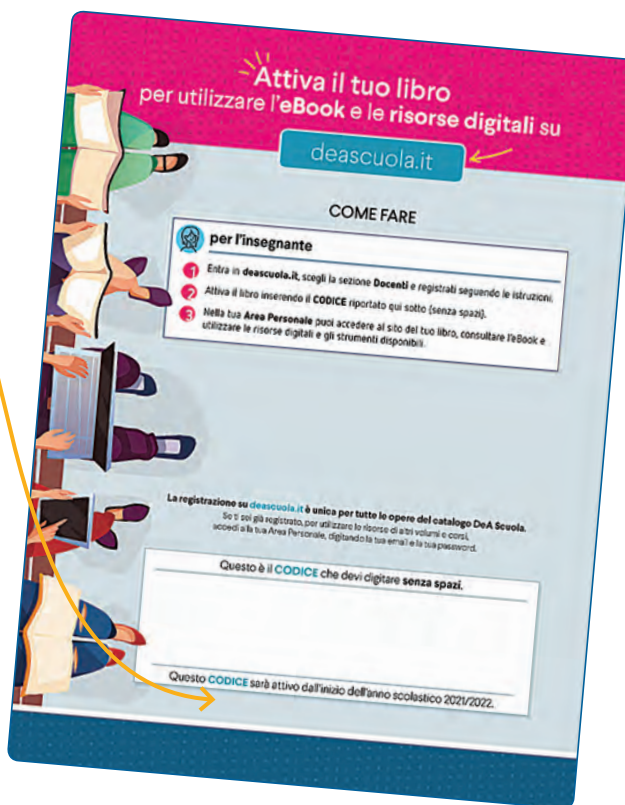 Attiva il tuo libro
per utilizzare l'eBook e le risorse digitali su
deascuola.it
COME FARE
per l'insegnante
1 Entra in deascuola.it, scegli la sezione Docenti e registrati seguendo le istruzioni.
2 Attiva il libro inserendo il CODICE riportato qui sotto (senza spazi).
3 Nella tua Area Personale puoi accedere al sito del tuo libro, consultare l'eBook e
utilizzare le risorse digitali e gli strumenti disponibili.
La registrazione su deascuola.it è unica per tutte le opere del catalogo DeA Scuola.
Se ti sei già registrato, per utilizzare le risorse di altri volumi e corsi,
accedi alla tua Area Personale, digitando la tua email e la tua password.
Questo è il CODICE che devi digitare senza spazi.
Questo CODICE sarà attivo dall'inizio dell'anno scolastico 2021/2022.